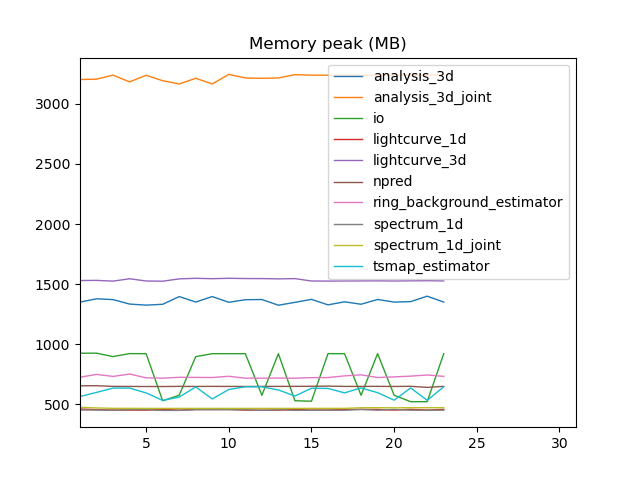 Memory peak (MB)
3000
2500
2000
1500
1000
500
5
10
15
20
25
30
analysis_3d
analysis_3d_joint
io
lightcurve_1d
lightcurve_3d
npred
ring_background_estimator
spectrum_1d
spectrum_1d_joint
tsmap_estimator